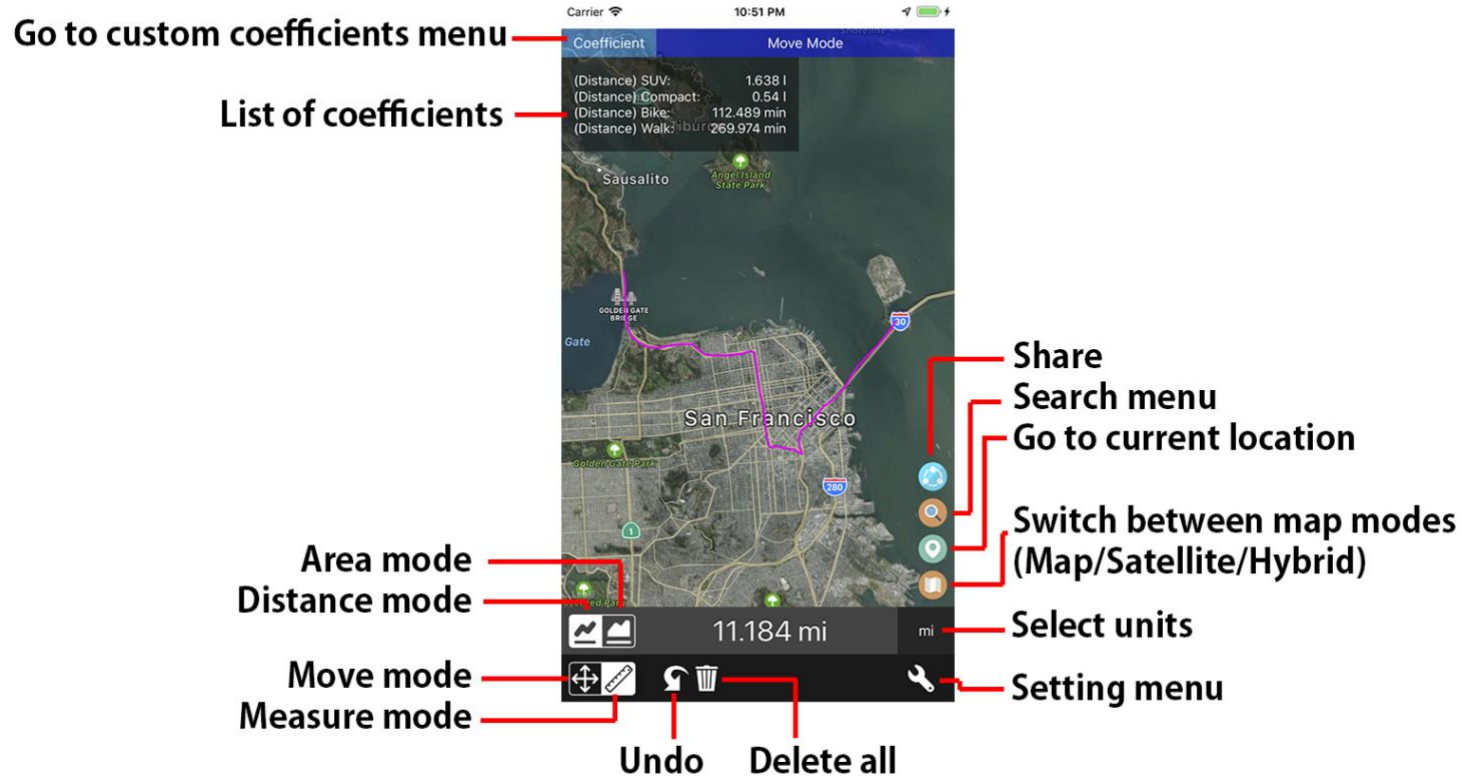 Carrier 10:51 PM
Go to custom coefficients menu
Coefficient Move Mode
Shoreline
List of coefficients
(Distance) SUV: 1.638 l
(Distance) Compact: 0.54 l
(Distance) Bike: 112.489 min
(Distance) Walk: 269.974 min
Sausalito
Angel Island
State Park
GOLDEN GATE
BRIDGE
Gate
30
San Francisco
Golden Gate Park
280
1
Share
Search menu
Go to current location
Switch between map modes
(Map/Satellite/Hybrid)
Area mode
Distance mode
11.184 mi
mi
Select units
Move mode
Measure mode
Setting menu
Undo
Delete all